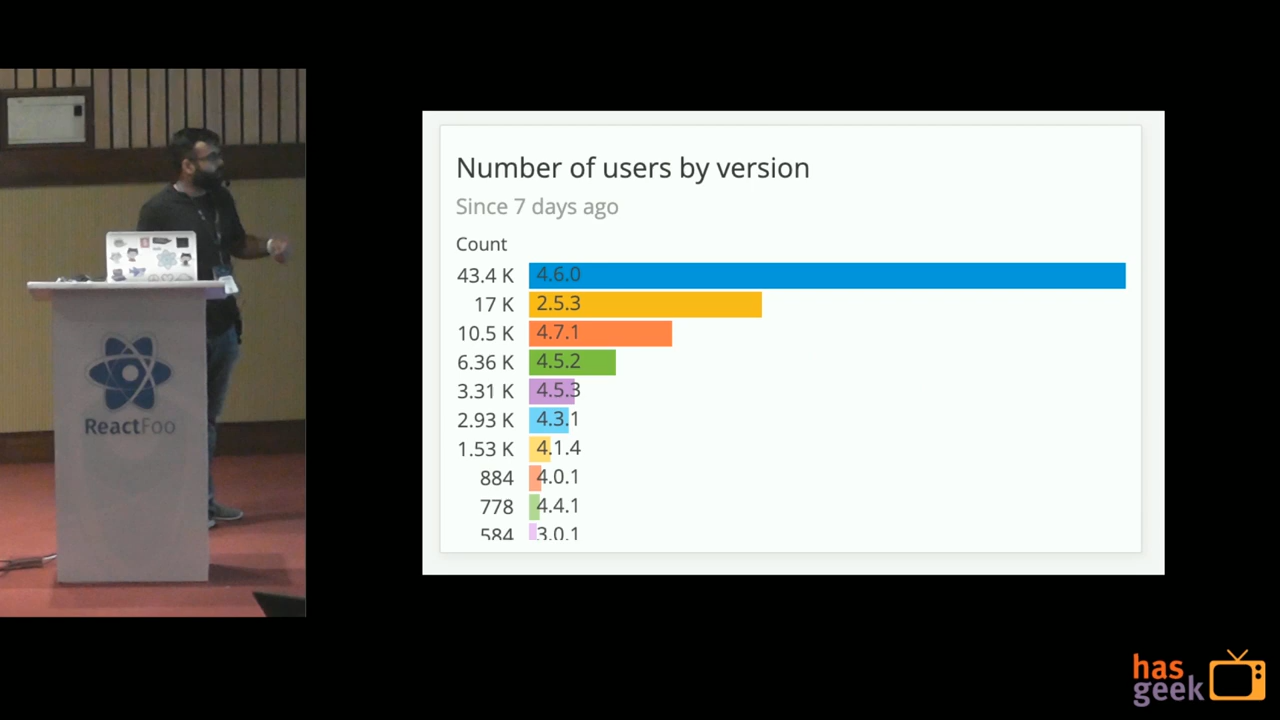 Number of users by version
Since 7 days ago
Count
43.4 K 4.6.0
17 K 2.5.3
10.5 K 4.7.1
6.36 K 4.5.2
3.31 K 4.5.3
2.93 K 4.3.1
1.53 K 4.1.4
884 4.0.1
778 4.4.1
584 3.0.1
ReactFoo
has
geek